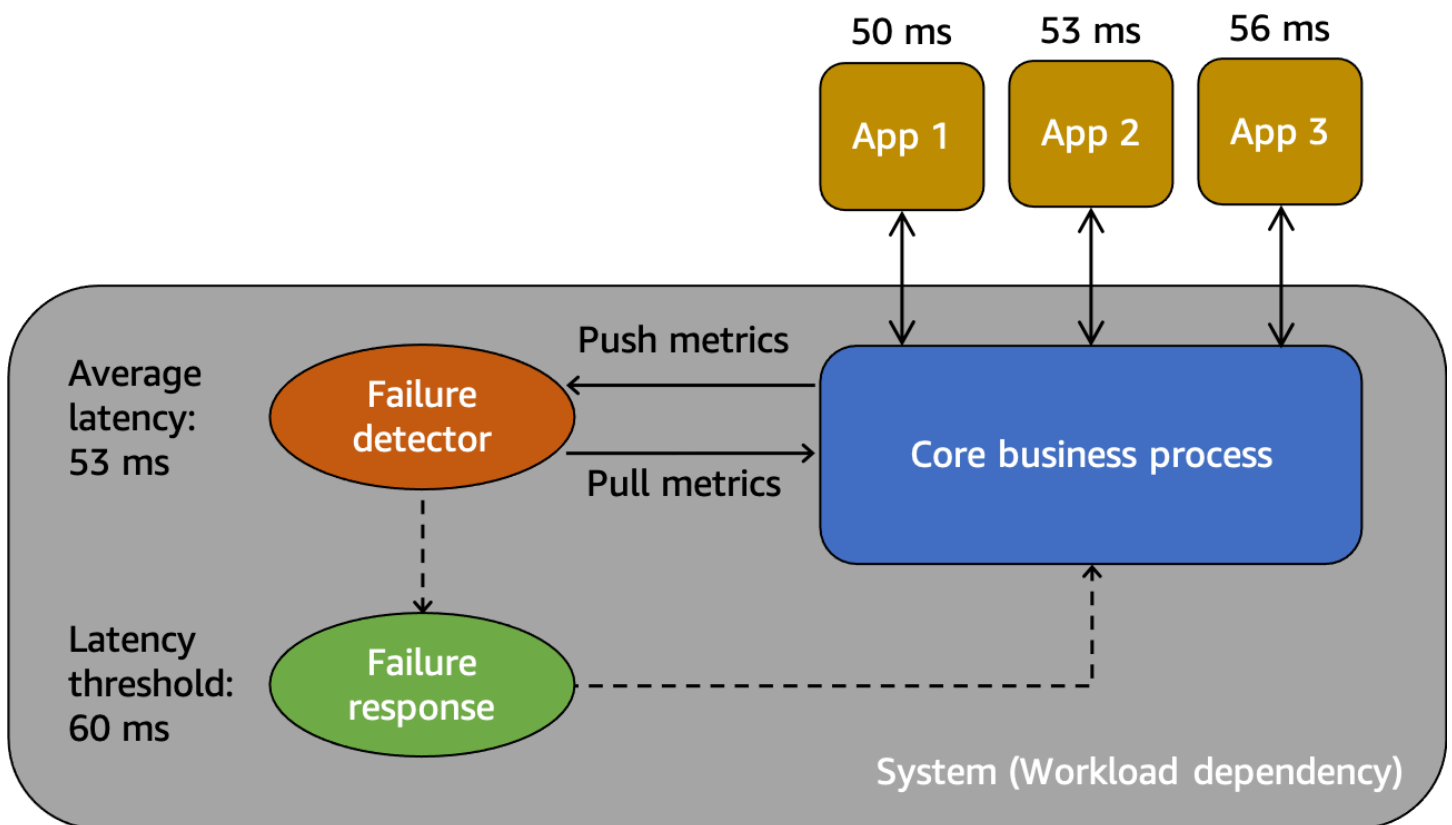 50 ms
53 ms
56 ms
App 1
App 2
App 3
Push metrics
Average
latency:
53 ms
Failure
detector
Core business process
Pull metrics
Latency
threshold:
60 ms
Failure
response
System (Workload dependency)